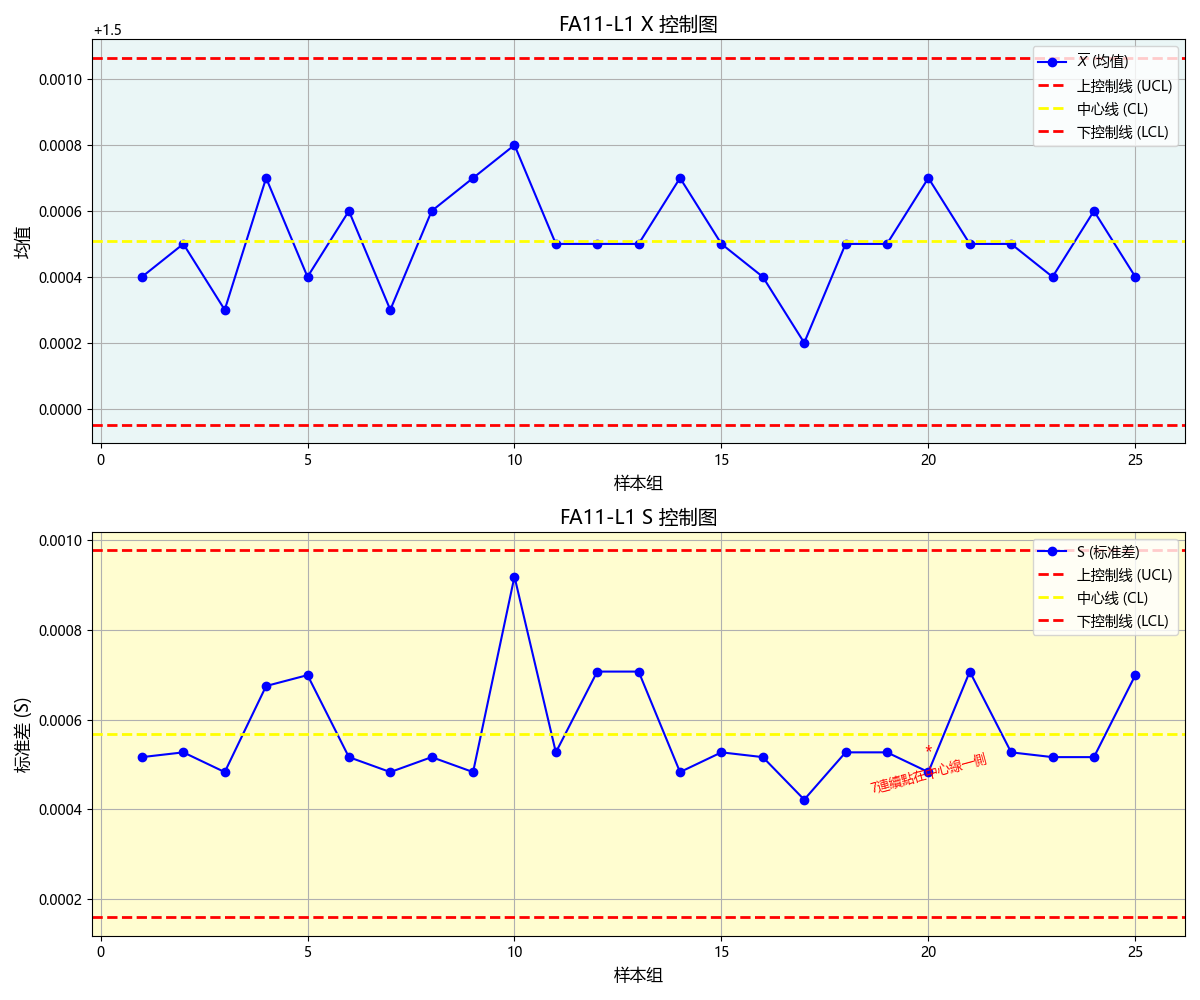 FA11-L1 X 控制图
+1.5
0.0010
0.0008
0.0006
0.0004
0.0002
0.0000
均值
X (均值)
上控制线 (UCL)
中心线 (CL)
下控制线 (LCL)
0 5 10 15 20 25
样本组
FA11-L1 S 控制图
0.0010
0.0008
0.0006
0.0004
0.0002
标准差 (S)
S (标准差)
上控制线 (UCL)
中心线 (CL)
下控制线 (LCL)
*
7連續點在中心線一側
0 5 10 15 20 25
样本组